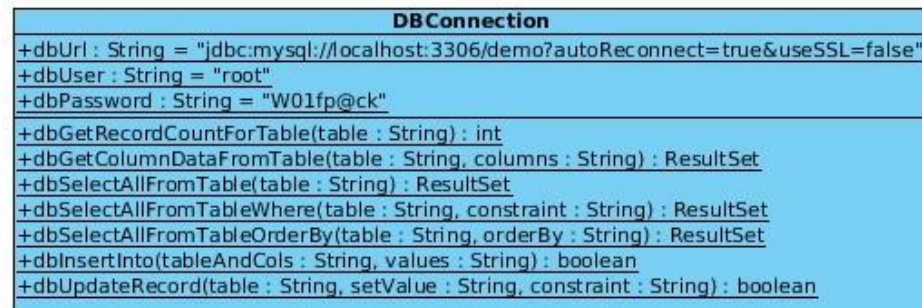 DBConnection
+dbUrl : String = "jdbc:mysql://localhost:3306/demo?autoReconnect=true&useSSL=false"
+dbUser : String = "root"
+dbPassword : String = "W01fp@ck"
+dbGetRecordCountForTable(table : String) : int
+dbGetColumnDataFromTable(table : String, columns : String) : ResultSet
+dbSelectAllFromTable(table : String) : ResultSet
+dbSelectAllFromTableWhere(table : String, constraint : String) : ResultSet
+dbSelectAllFromTableOrderBy(table : String, orderBy : String) : ResultSet
+dbInsertInto(tableAndCols : String, values : String) : boolean
+dbUpdateRecord(table : String, setValue : String, constraint : String) : boolean